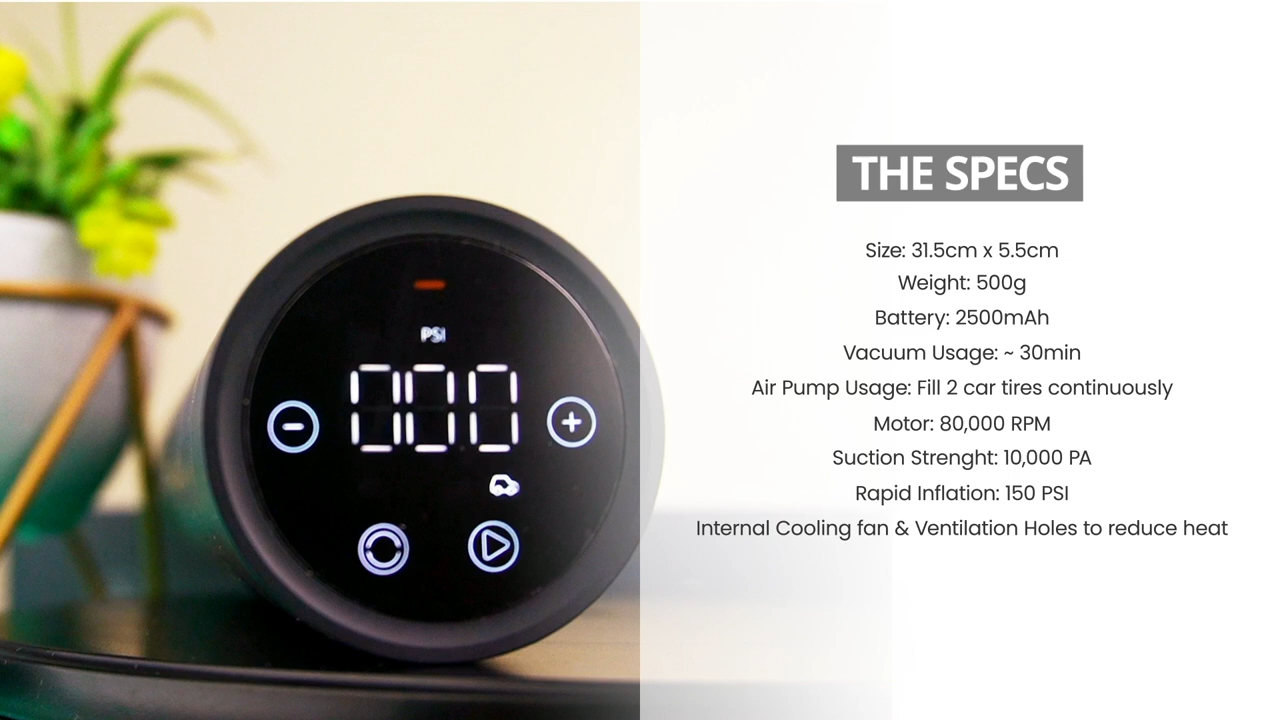 PSI
000
THE SPECS
Size: 31.5cm x 5.5cm
Weight: 500g
Battery: 2500mAh
Vacuum Usage: ~ 30min
Air Pump Usage: Fill 2 car tires continuously
Motor: 80,000 RPM
Suction Strenght: 10,000 PA
Rapid Inflation: 150 PSI
Internal Cooling fan & Ventilation Holes to reduce heat